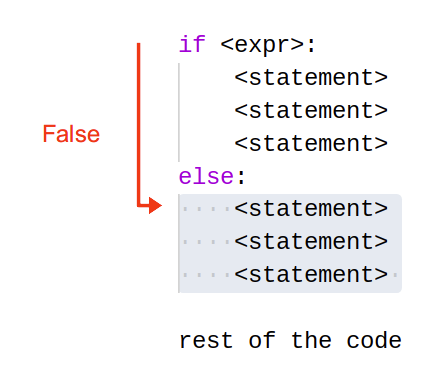 if <expr>:
    <statement>
    <statement>
False
    <statement>
else:
    <statement>
    <statement>
    <statement>
rest of the code